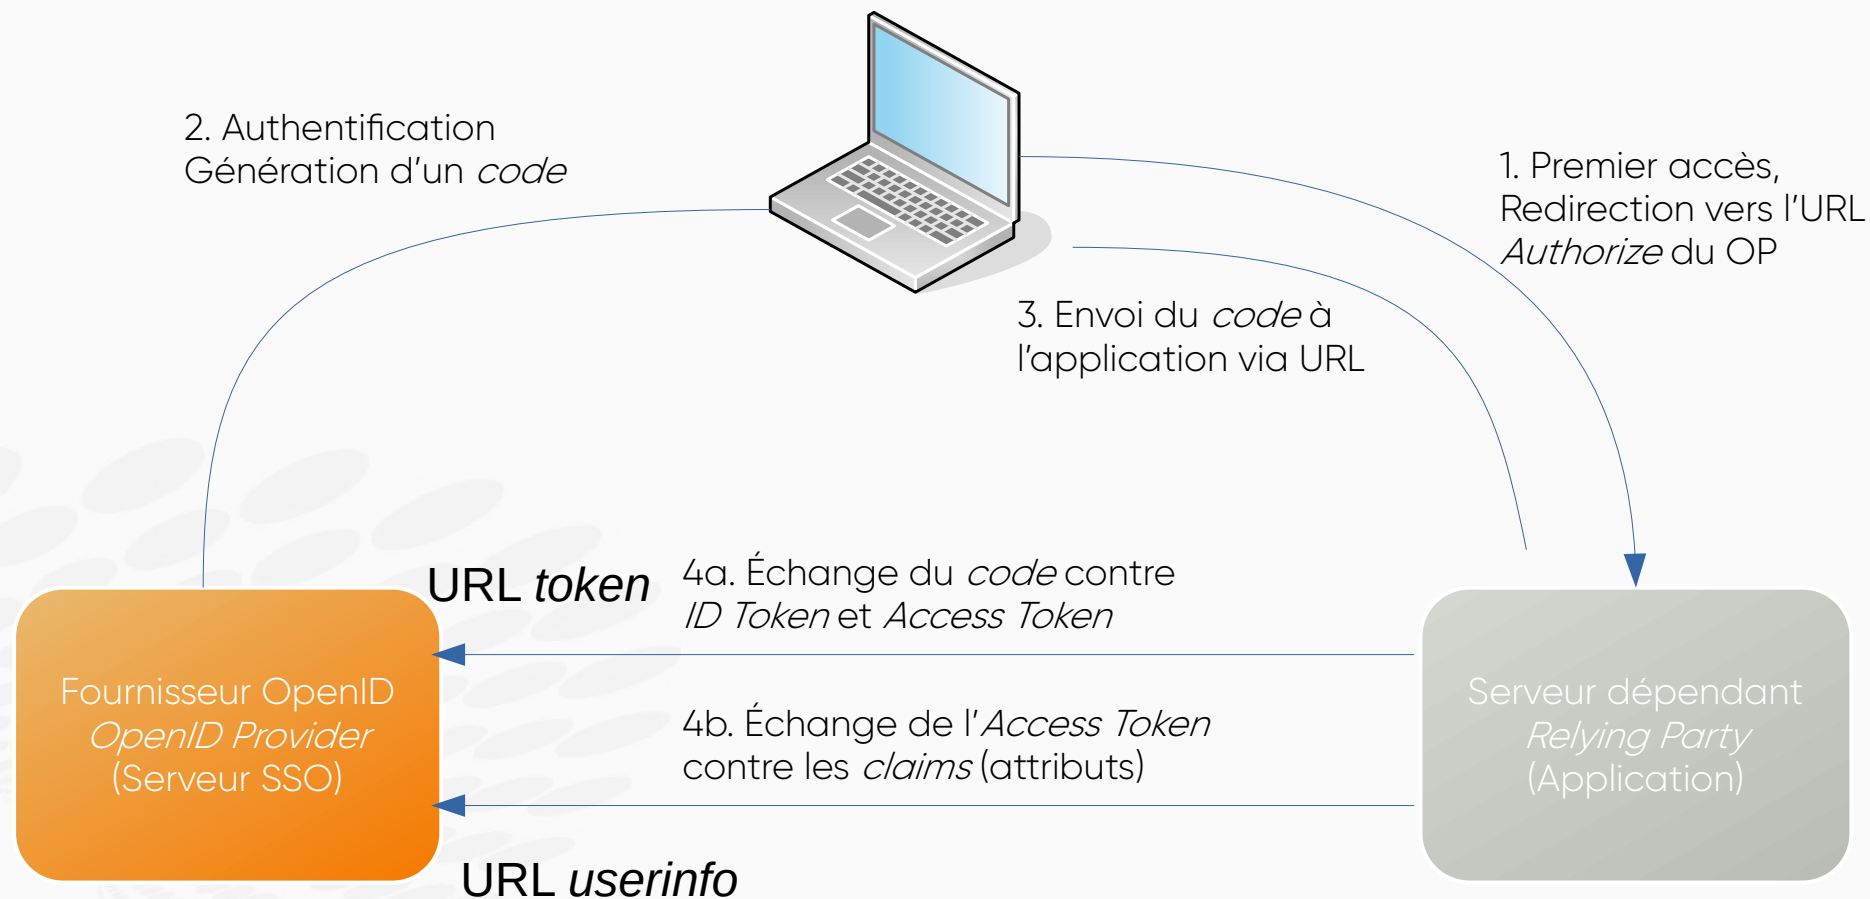 2. Authentification
Génération d'un code
1. Premier accès,
Redirection vers l'URL
Authorize du OP
3. Envoi du code à
l'application via URL
URL token
4a. Échange du code contre
ID Token et Access Token
Fournisseur OpenID
OpenID Provider
(Serveur SSO)
4b. Échange de l'Access Token
contre les claims (attributs)
Serveur dépendant
Relying Party
(Application)
URL userinfo